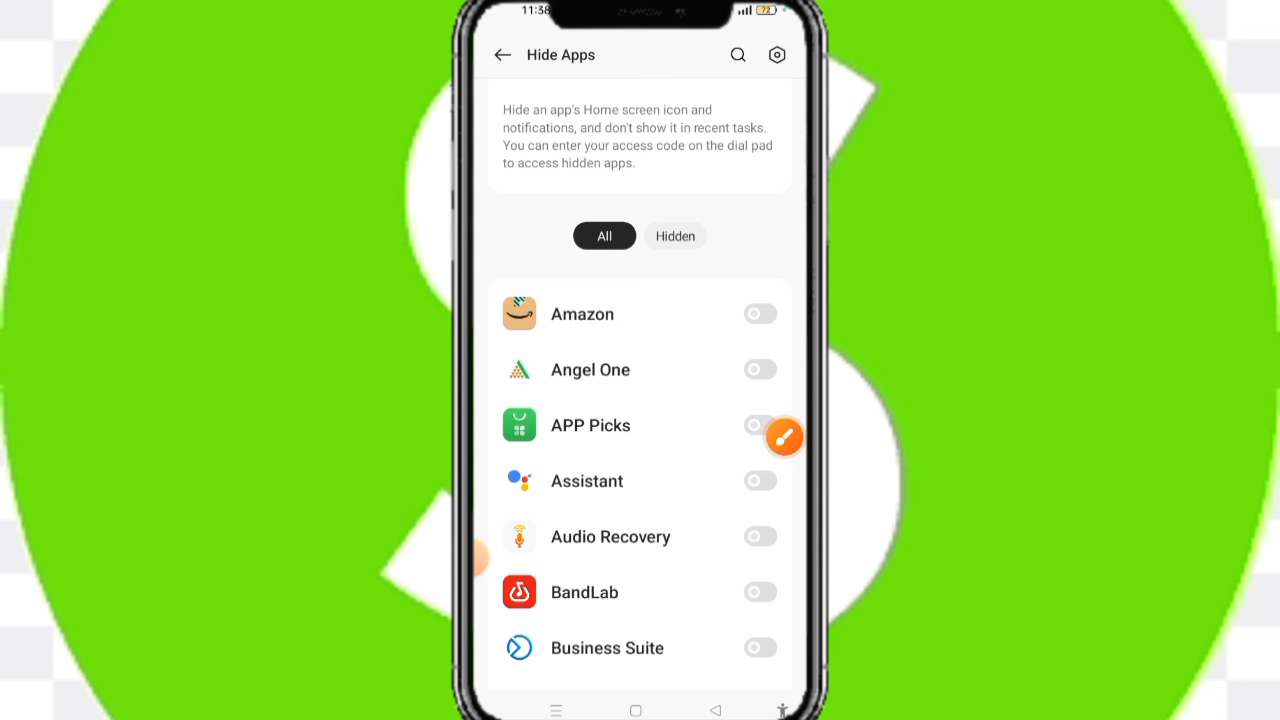 11:38
72
Hide Apps
Hide an app's Home screen icon and
notifications, and don't show it in recent tasks.
You can enter your access code on the dial pad
to access hidden apps.
All
Hidden
Amazon
Angel One
APP Picks
Assistant
Audio Recovery
BandLab
Business Suite